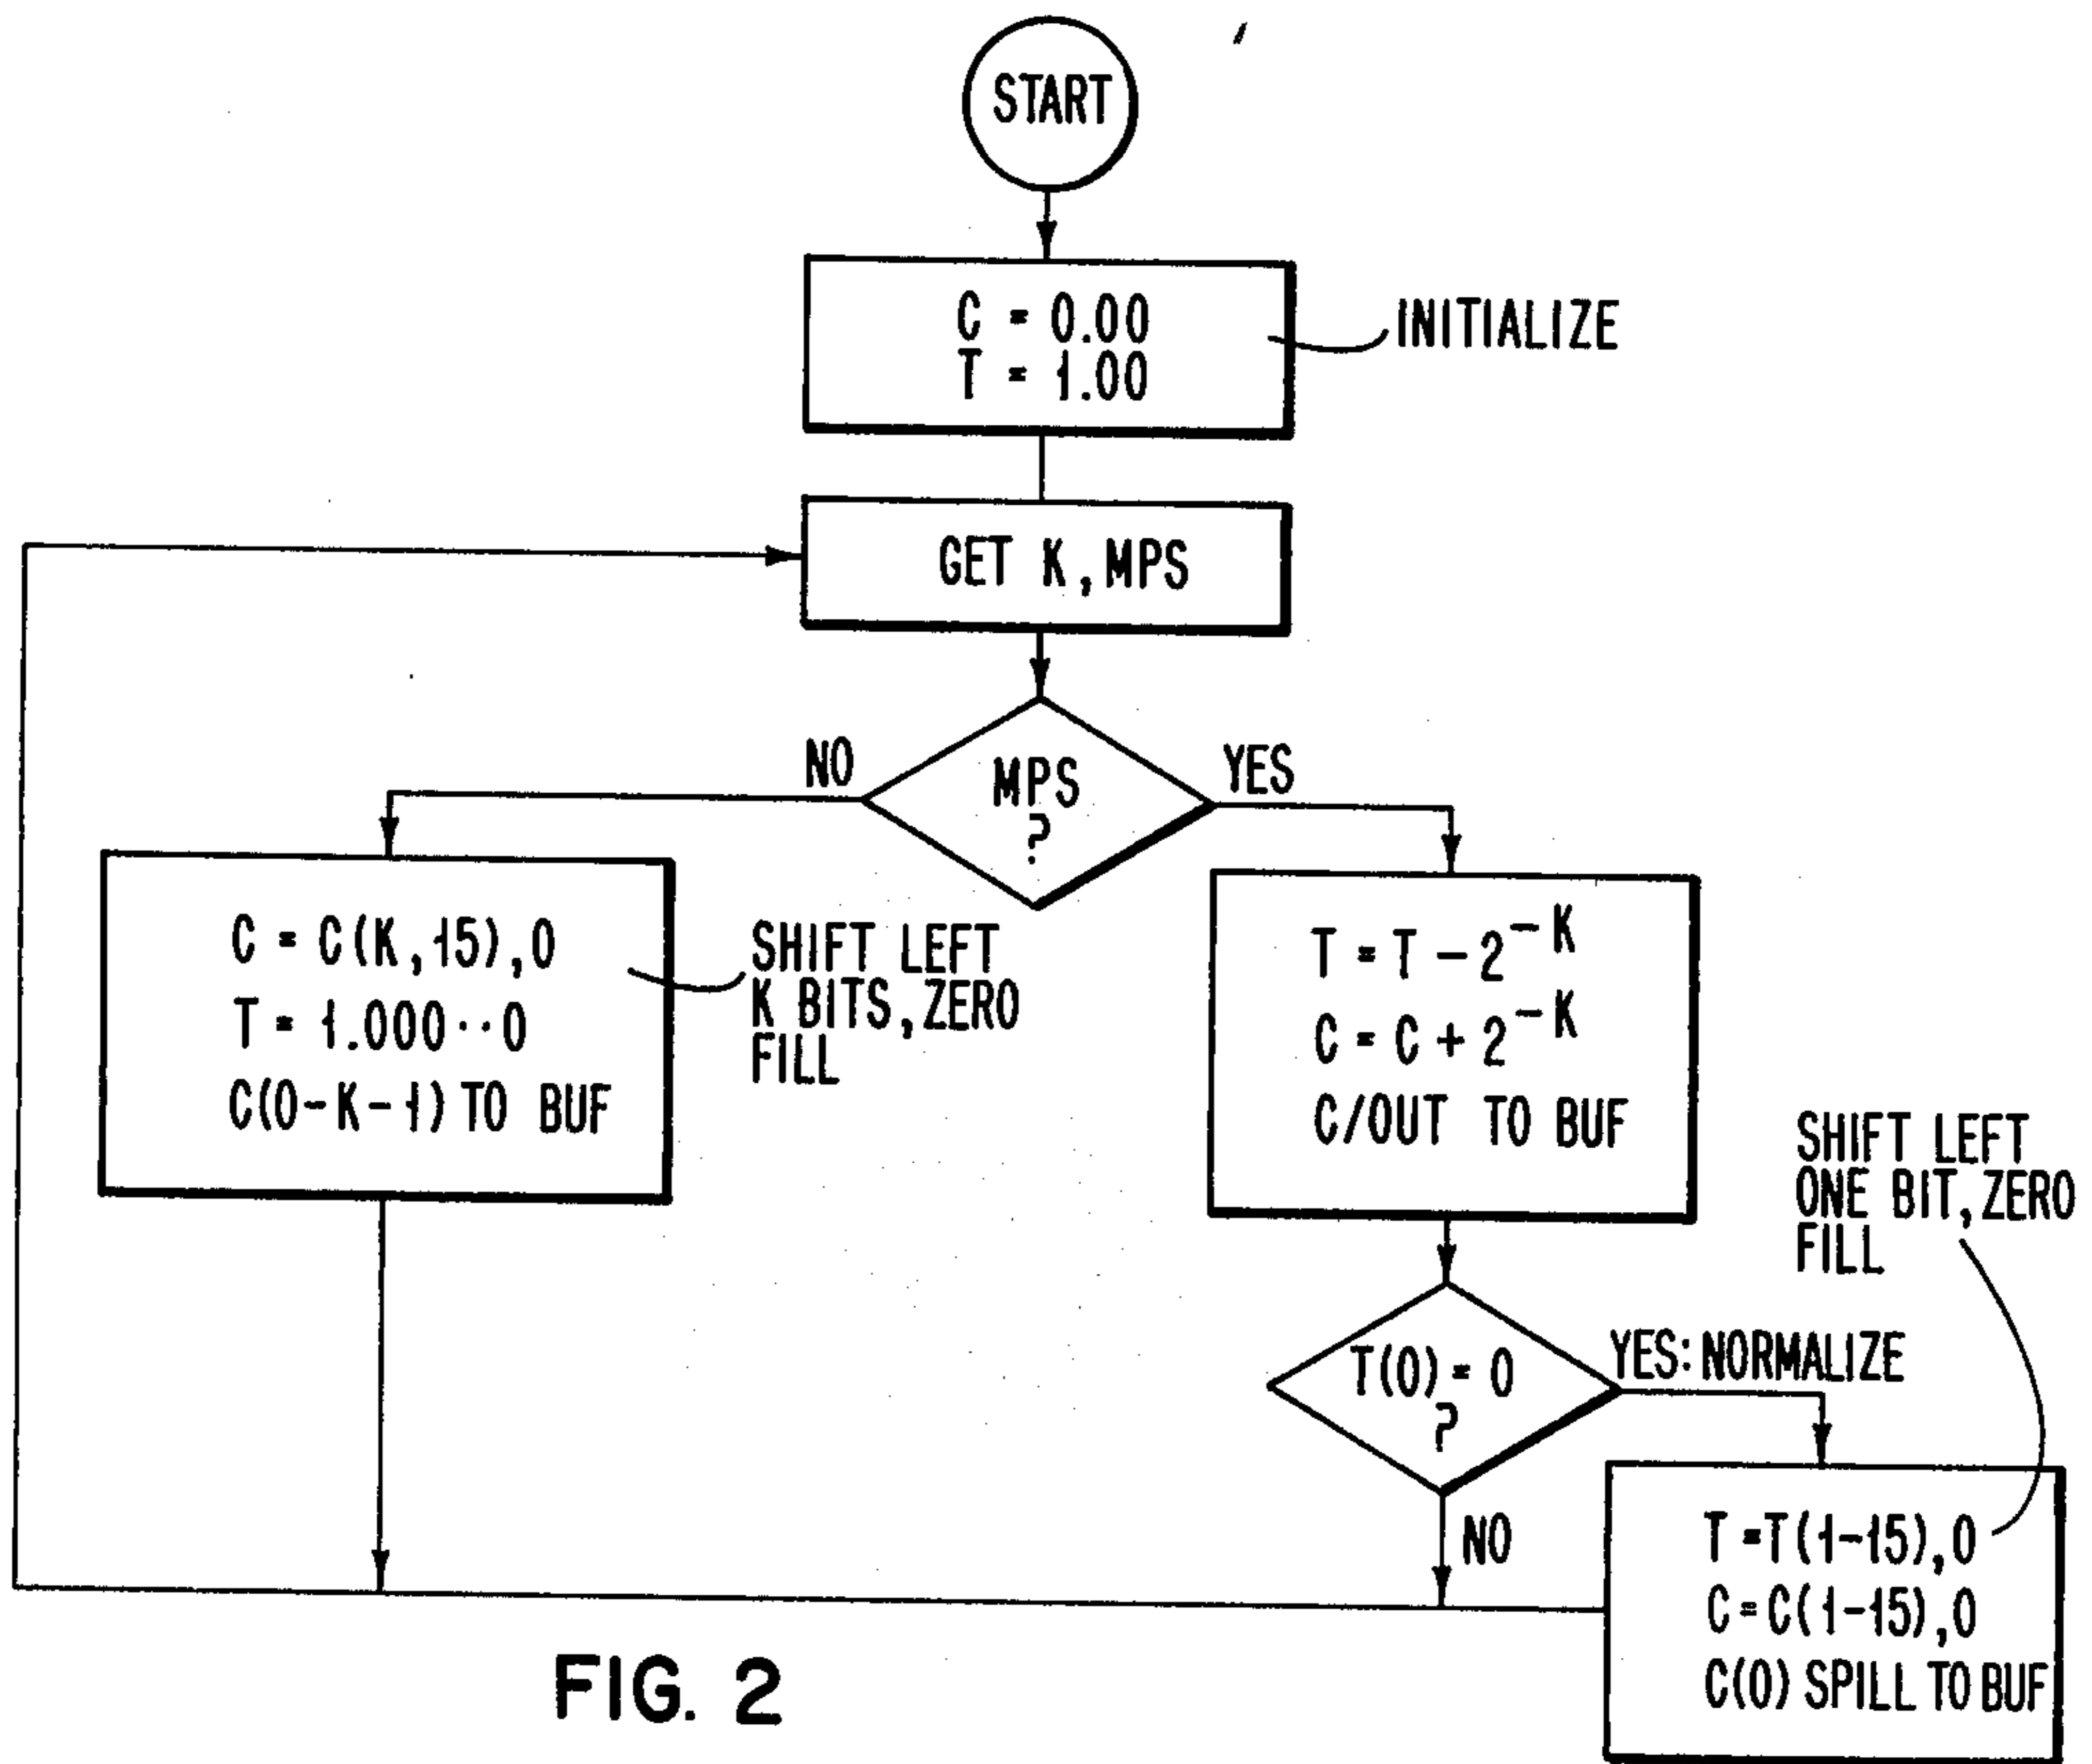 START
C = 0.00
T = 1.00
INITIALIZE
GET K, MPS
MPS
?
NO
YES
C = C(K,15),0
T = 1.000··0
C(0-K-1) TO BUF
SHIFT LEFT
K BITS, ZERO
FILL
T = T - 2^-K
C = C + 2^-K
C/OUT TO BUF
SHIFT LEFT
ONE BIT, ZERO
FILL
T(0) = 0
?
YES: NORMALIZE
NO
T = T(1-15),0
C = C(1-15),0
C(0) SPILL TO BUF
FIG. 2